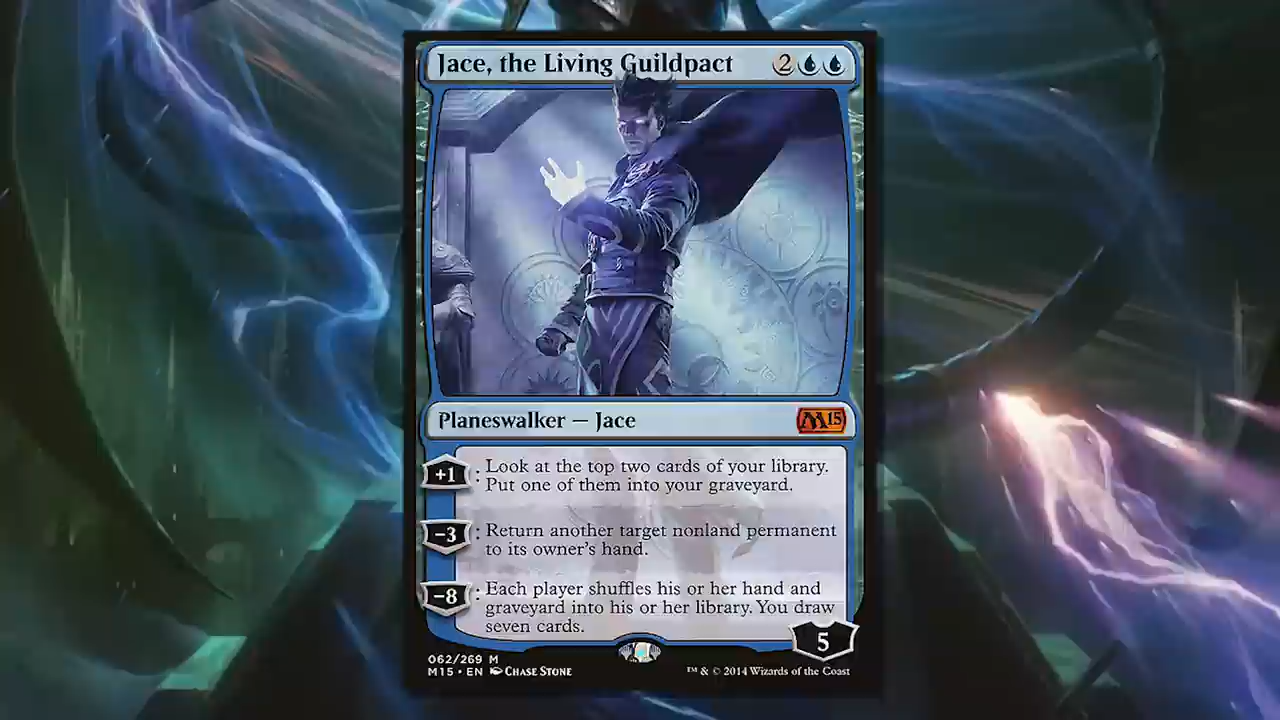 Jace, the Living Guildpact 2
Planeswalker — Jace M15
+1: Look at the top two cards of your library.
Put one of them into your graveyard.
−3: Return another target nonland permanent
to its owner's hand.
−8: Each player shuffles his or her hand and
graveyard into his or her library. You draw
seven cards.
5
062/269 M
M15 • EN CHASE STONE
™ & © 2014 Wizards of the Coast